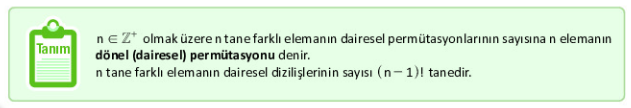 Tanım
n ∈ ℤ⁺ olmak üzere n tane farklı elemanın dairesel permütasyonlarının sayısına n elemanın
dönel (dairesel) permütasyonu denir.
n tane farklı elemanın dairesel dizilişlerinin sayısı (n − 1)! tanedir.